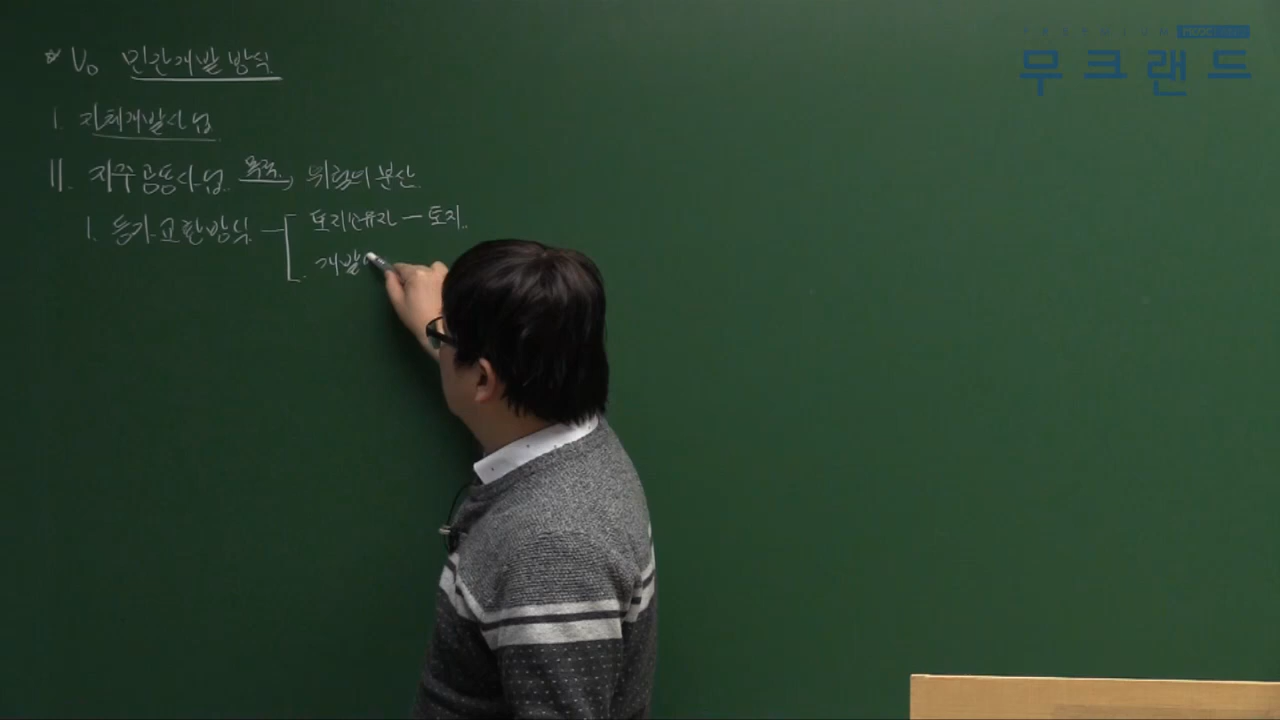 * V。 민간개발방식
무크랜드
I. 자체개발사업
II. 지주공동사업 목적→ 위험의 분산
1. 등가교환방식 토지소유자 - 토지
개발